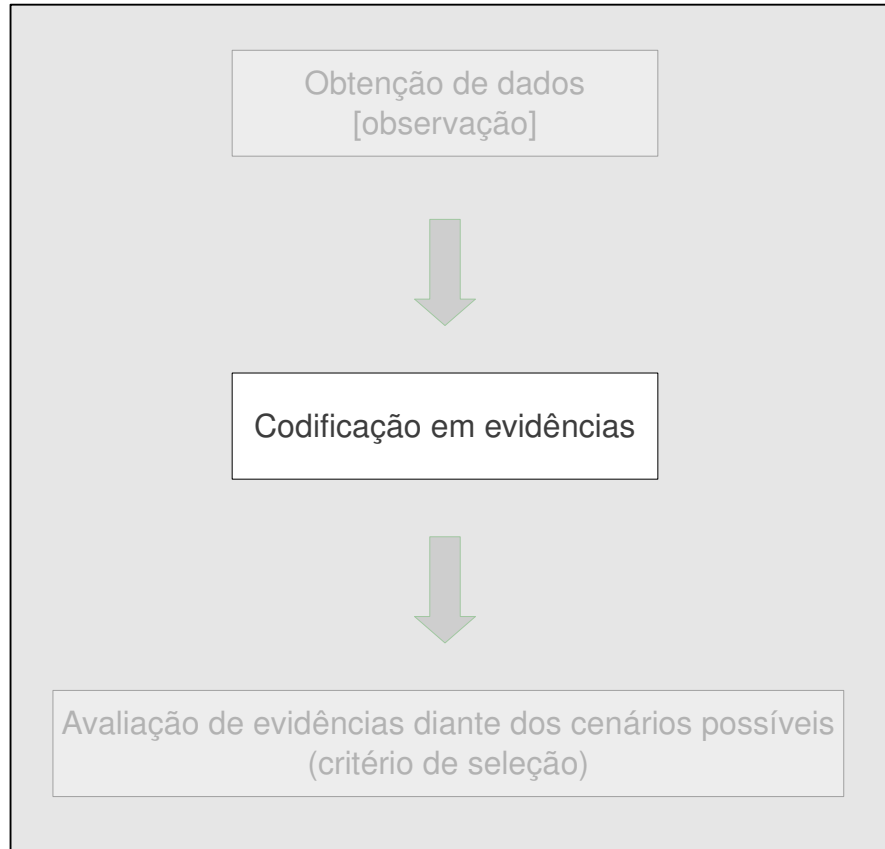 Obtenção de dados
[observação]
Codificação em evidências
Avaliação de evidências diante dos cenários possíveis
(critério de seleção)